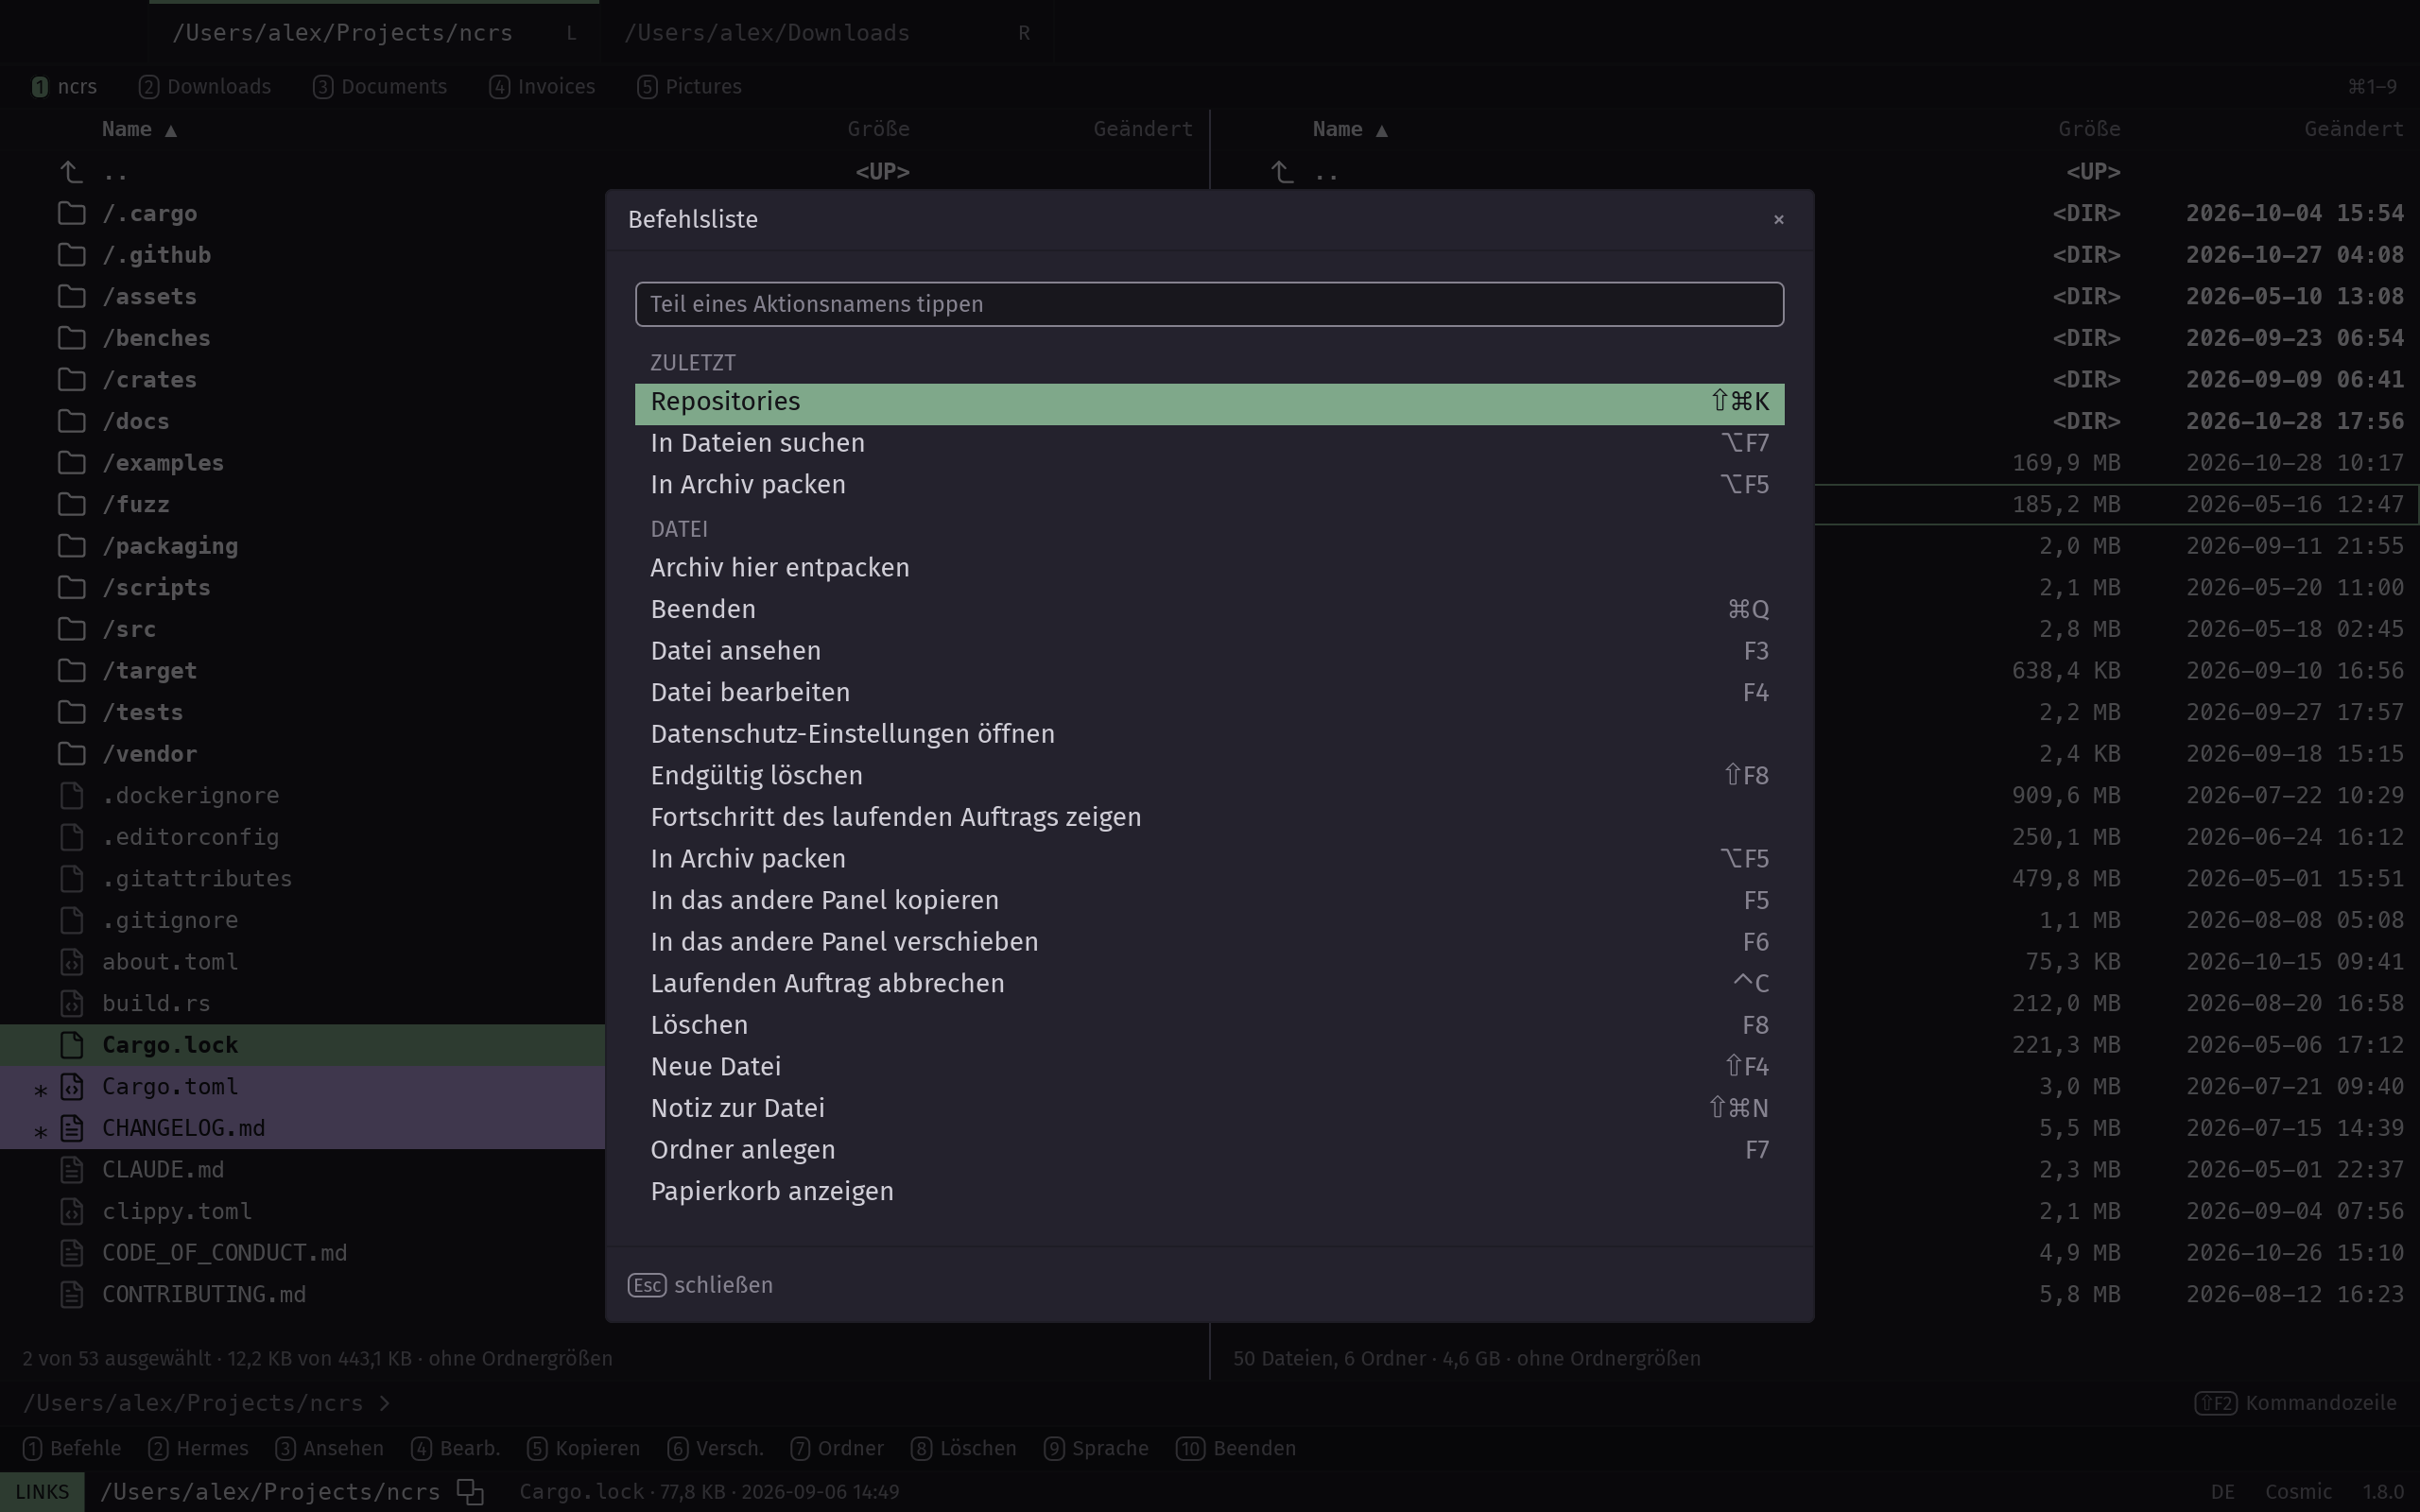 /Users/alex/Projects/ncrs L /Users/alex/Downloads R
1 ncrs 2 Downloads 3 Documents 4 Invoices 5 Pictures ⌘1–9
Name ▲ Größe Geändert Name ▲ Größe Geändert
.. <UP> .. <UP>
/.cargo
/.github
/assets
/benches
/crates
/docs
/examples
/fuzz
/packaging
/scripts
/src
/target
/tests
/vendor
.dockerignore
.editorconfig
.gitattributes
.gitignore
about.toml
build.rs
Cargo.lock
* Cargo.toml
* CHANGELOG.md
CLAUDE.md
clippy.toml
CODE_OF_CONDUCT.md
CONTRIBUTING.md
Befehlsliste ×
Teil eines Aktionsnamens tippen
ZULETZT
Repositories ⇧⌘K
In Dateien suchen ⌥F7
In Archiv packen ⌥F5
DATEI
Archiv hier entpacken
Beenden ⌘Q
Datei ansehen F3
Datei bearbeiten F4
Datenschutz-Einstellungen öffnen
Endgültig löschen ⇧F8
Fortschritt des laufenden Auftrags zeigen
In Archiv packen ⌥F5
In das andere Panel kopieren F5
In das andere Panel verschieben F6
Laufenden Auftrag abbrechen ^C
Löschen F8
Neue Datei ⇧F4
Notiz zur Datei ⇧⌘N
Ordner anlegen F7
Papierkorb anzeigen
Esc schließen
<DIR> 2026-10-04 15:54
<DIR> 2026-10-27 04:08
<DIR> 2026-05-10 13:08
<DIR> 2026-09-23 06:54
<DIR> 2026-09-09 06:41
<DIR> 2026-10-28 17:56
169,9 MB 2026-10-28 10:17
185,2 MB 2026-05-16 12:47
2,0 MB 2026-09-11 21:55
2,1 MB 2026-05-20 11:00
2,8 MB 2026-05-18 02:45
638,4 KB 2026-09-10 16:56
2,2 MB 2026-09-27 17:57
2,4 KB 2026-09-18 15:15
909,6 MB 2026-07-22 10:29
250,1 MB 2026-06-24 16:12
479,8 MB 2026-05-01 15:51
1,1 MB 2026-08-08 05:08
75,3 KB 2026-10-15 09:41
212,0 MB 2026-08-20 16:58
221,3 MB 2026-05-06 17:12
3,0 MB 2026-07-21 09:40
5,5 MB 2026-07-15 14:39
2,3 MB 2026-05-01 22:37
2,1 MB 2026-09-04 07:56
4,9 MB 2026-10-26 15:10
5,8 MB 2026-08-12 16:23
2 von 53 ausgewählt · 12,2 KB von 443,1 KB · ohne Ordnergrößen 50 Dateien, 6 Ordner · 4,6 GB · ohne Ordnergrößen
/Users/alex/Projects/ncrs > ⇧F2 Kommandozeile
1 Befehle 2 Hermes 3 Ansehen 4 Bearb. 5 Kopieren 6 Versch. 7 Ordner 8 Löschen 9 Sprache 10 Beenden
LINKS /Users/alex/Projects/ncrs Cargo.lock · 77,8 KB · 2026-09-06 14:49 DE Cosmic 1.8.0